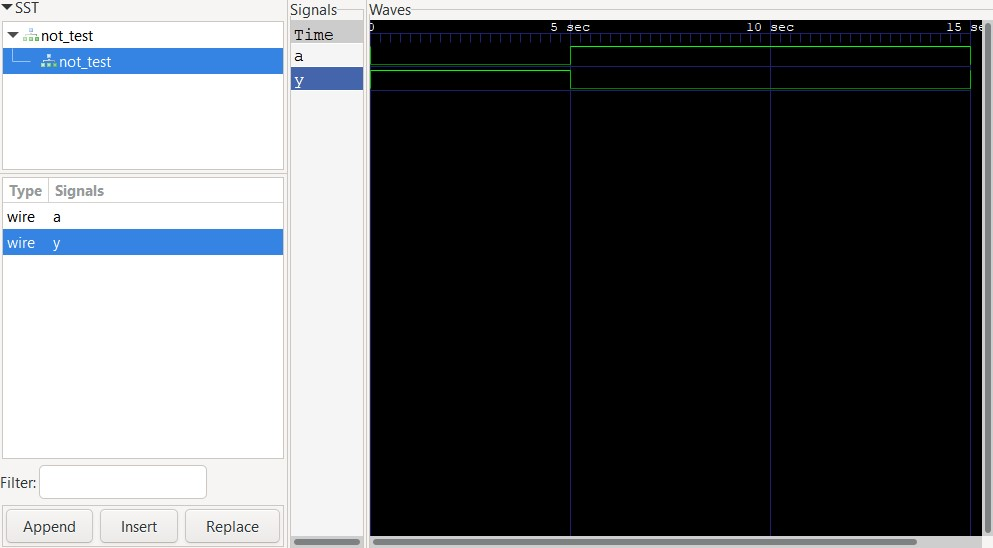 SST
not_test
not_test
Type Signals
wire a
wire y
Filter:
Append Insert Replace
Signals
Time
a
y
Waves
0 5 sec 10 sec 15 se